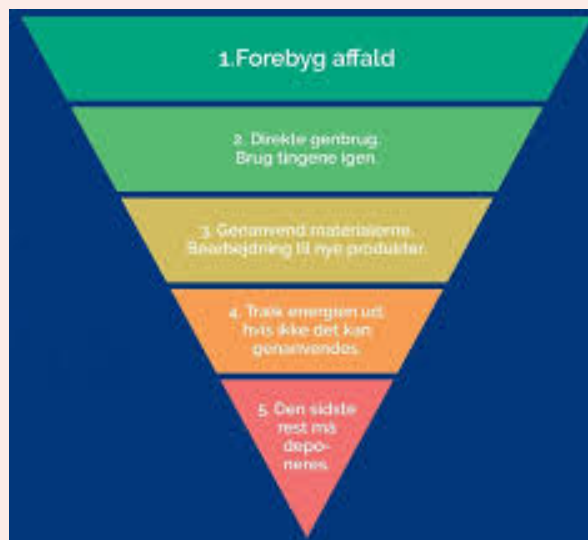 1.Forebyg affald
2. Direkte genbrug.
Brug tingene igen.
3. Genanvend materialerne.
Bearbejdning til nye produkter.
4. Træk energien ud,
hvis ikke det kan
genanvendes.
5. Den sidste
rest må
depo-
neres.